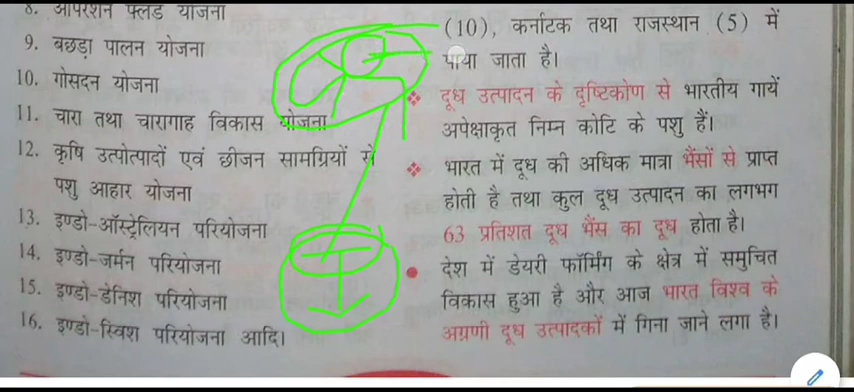 8. ऑपरेशन फ्लड योजना
9. बछड़ा पालन योजना
10. गोसदन योजना
11. चारा तथा चारागाह विकास योजना
12. कृषि उत्पोत्पादों एवं छीजन सामग्रियों से
पशु आहार योजना
13. इण्डो-ऑस्ट्रेलियन परियोजना
14. इण्डो-जर्मन परियोजना
15. इण्डो-डेनिश परियोजना
16. इण्डो-स्विश परियोजना आदि।
(10), कर्नाटक तथा राजस्थान (5) में
पाया जाता है।
❖ दूध उत्पादन के दृष्टिकोण से भारतीय गायें
अपेक्षाकृत निम्न कोटि के पशु हैं।
❖ भारत में दूध की अधिक मात्रा भैंसों से प्राप्त
होती है तथा कुल दूध उत्पादन का लगभग
63 प्रतिशत दूध भैंस का दूध होता है।
● देश में डेयरी फॉर्मिंग के क्षेत्र में समुचित
विकास हुआ है और आज भारत विश्व के
अग्रणी दूध उत्पादकों में गिना जाने लगा है।